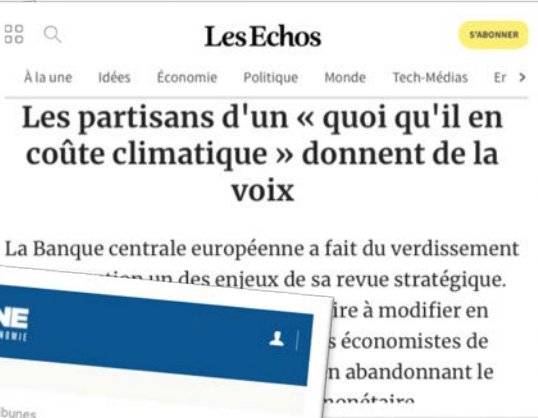 Les Echos
S'ABONNER
À la une Idées Économie Politique Monde Tech-Médias Er
Les partisans d'un « quoi qu'il en
coûte climatique » donnent de la
voix
La Banque centrale européenne a fait du verdissement
un des enjeux de sa revue stratégique.
ire à modifier en
s économistes de
n abandonnant le
NE
bunes